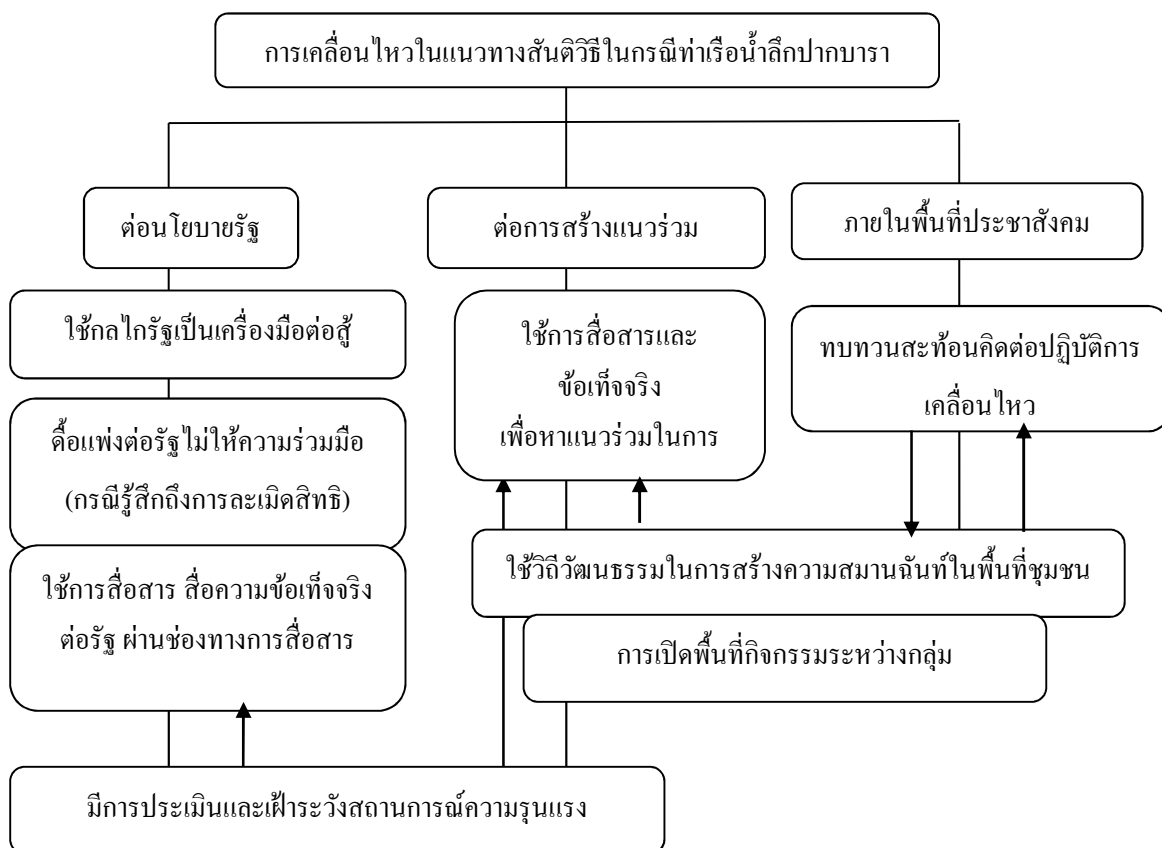 การเคลื่อนไหวในแนวทางสันติวิธีในกรณีท่าเรือน้ำลึกปากบารา
ต่อนโยบายรัฐ
ต่อการสร้างแนวร่วม
ภายในพื้นที่ประชาสังคม
ใช้กลไกรัฐเป็นเครื่องมือต่อสู้
ใช้การสื่อสารและ
ข้อเท็จจริง
เพื่อหาแนวร่วมในการ
ทบทวนสะท้อนคิดต่อปฏิบัติการ
เคลื่อนไหว
ดื้อแพ่งต่อรัฐไม่ให้ความร่วมมือ
(กรณีรู้สึกถึงการละเมิดสิทธิ)
ใช้การสื่อสาร สื่อความข้อเท็จจริง
ต่อรัฐ ผ่านช่องทางการสื่อสาร
ใช้วิถีวัฒนธรรมในการสร้างความสมานฉันท์ในพื้นที่ชุมชน
การเปิดพื้นที่กิจกรรมระหว่างกลุ่ม
มีการประเมินและเฝ้าระวังสถานการณ์ความรุนแรง